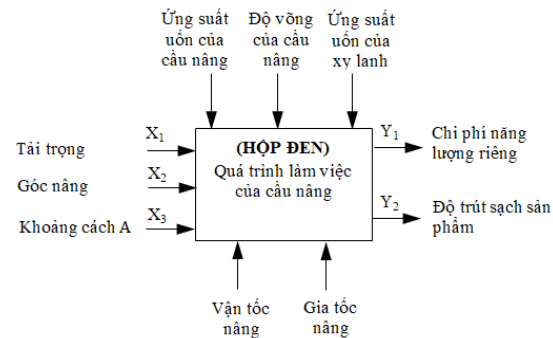 Ứng suất
uốn của
cầu nâng
Độ võng
của cầu
nâng
Ứng suất
uốn của
xy lanh
X1
Tải trọng
X2
Góc nâng
X3
Khoảng cách A
(HỘP ĐEN)
Quá trình làm việc
của cầu nâng
Y1
Chi phí năng
lượng riêng
Y2
Độ trút sạch sản
phẩm
Vận tốc
nâng
Gia tốc
nâng